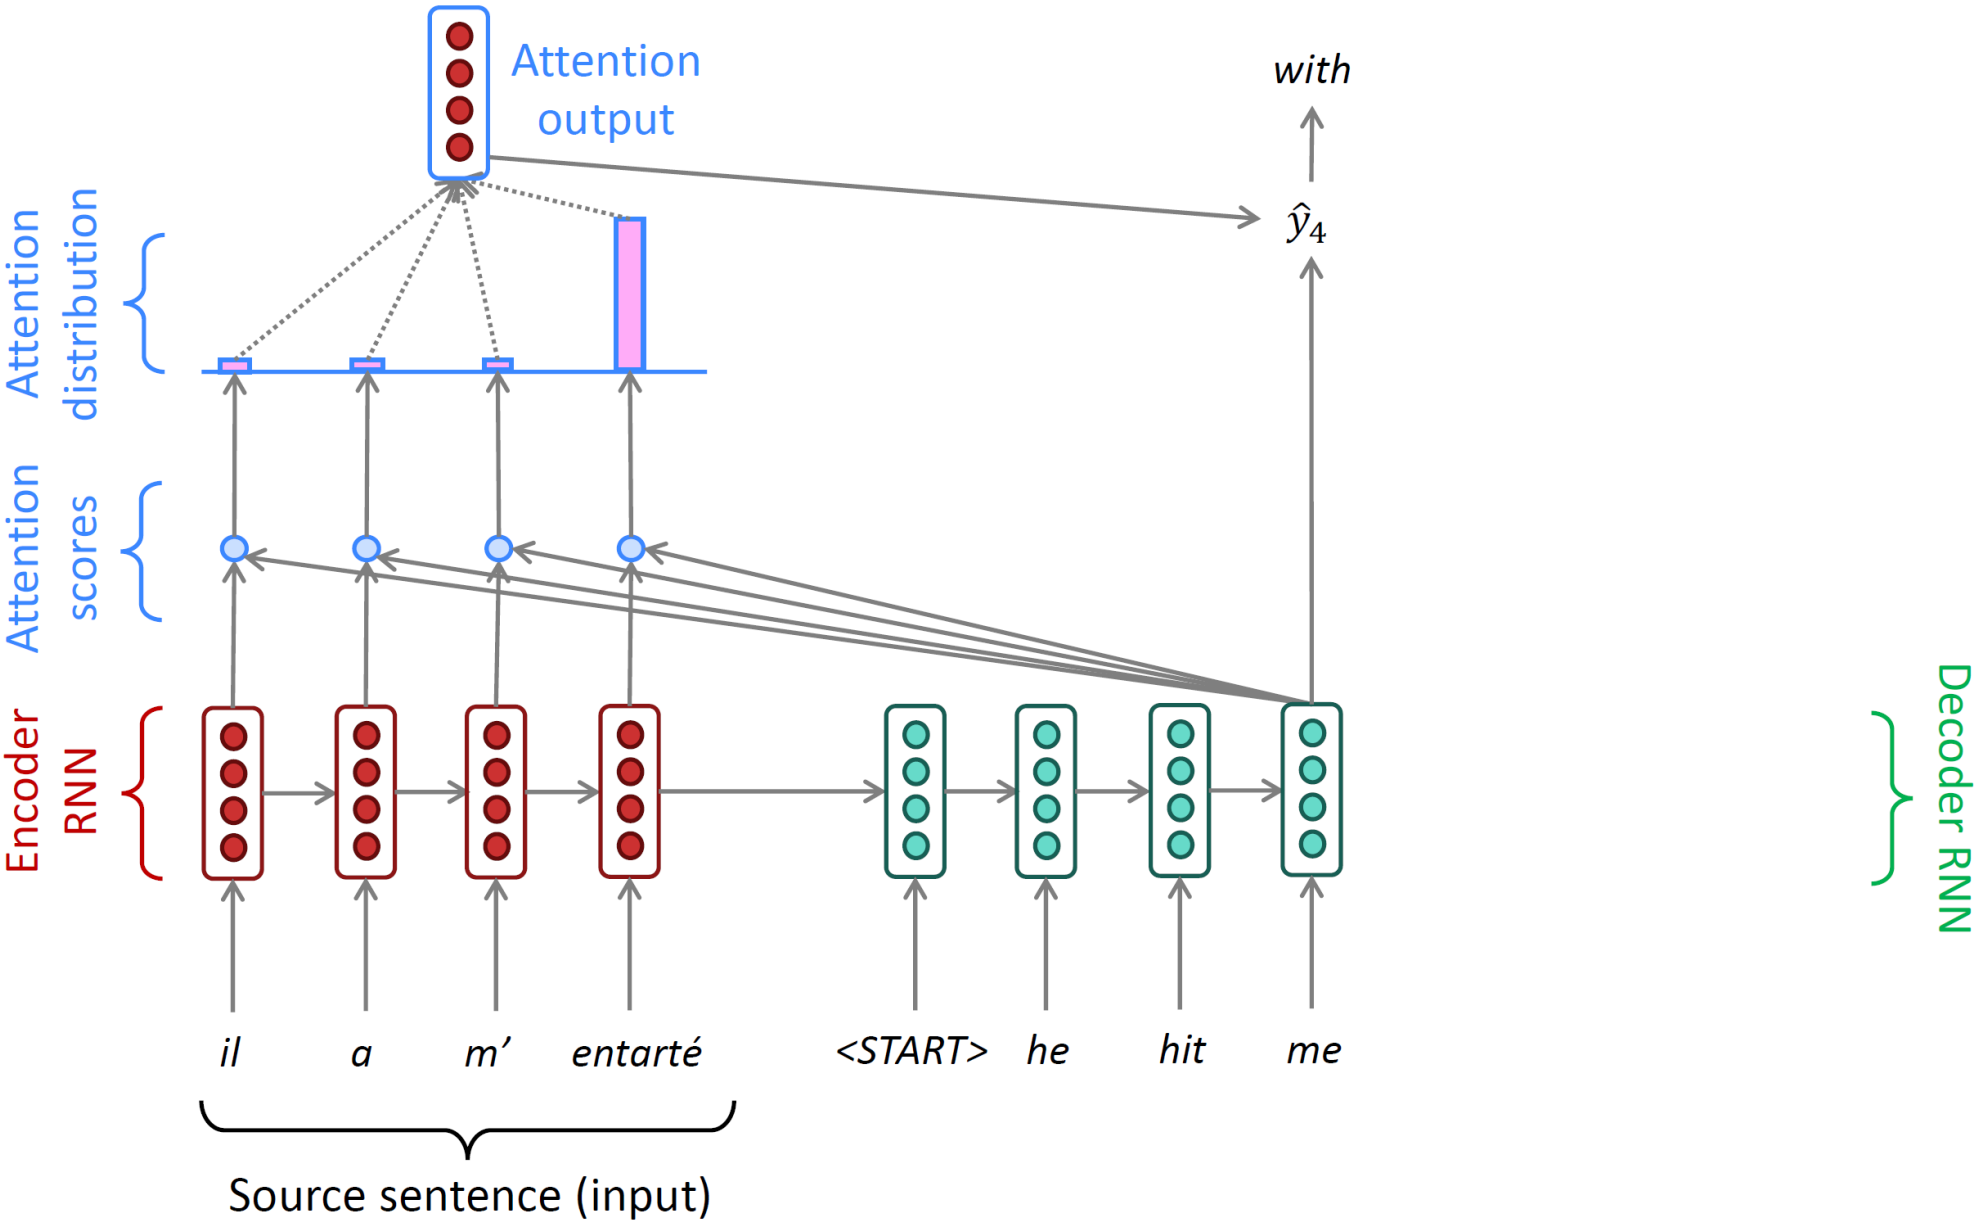 Attention
output
with
ŷ₄
Attention
distribution
Attention
scores
Encoder
RNN
Decoder RNN
il a m’ entarté <START> he hit me
Source sentence (input)